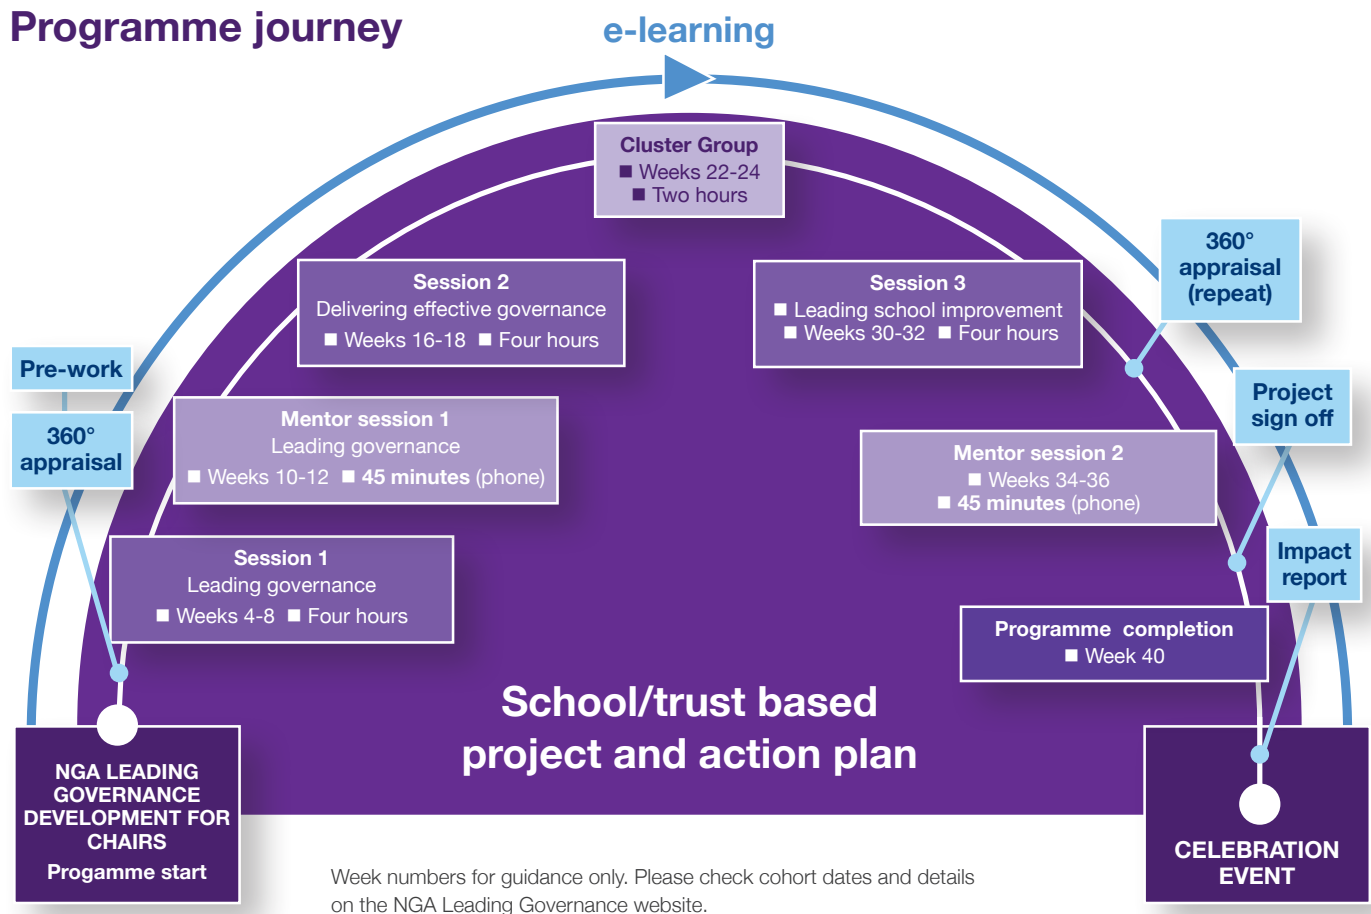 Programme journey
e-learning
Cluster Group
■ Weeks 22-24
■ Two hours
Session 2
Delivering effective governance
■ Weeks 16-18 ■ Four hours
Session 3
■ Leading school improvement
■ Weeks 30-32 ■ Four hours
360°
appraisal
(repeat)
Pre-work
360°
appraisal
Mentor session 1
Leading governance
■ Weeks 10-12 ■ 45 minutes (phone)
Project
sign off
Mentor session 2
■ Weeks 34-36
■ 45 minutes (phone)
Session 1
Leading governance
■ Weeks 4-8 ■ Four hours
Impact
report
Programme completion
■ Week 40
School/trust based
project and action plan
NGA LEADING
GOVERNANCE
DEVELOPMENT FOR
CHAIRS
Progamme start
CELEBRATION
EVENT
Week numbers for guidance only. Please check cohort dates and details
on the NGA Leading Governance website.